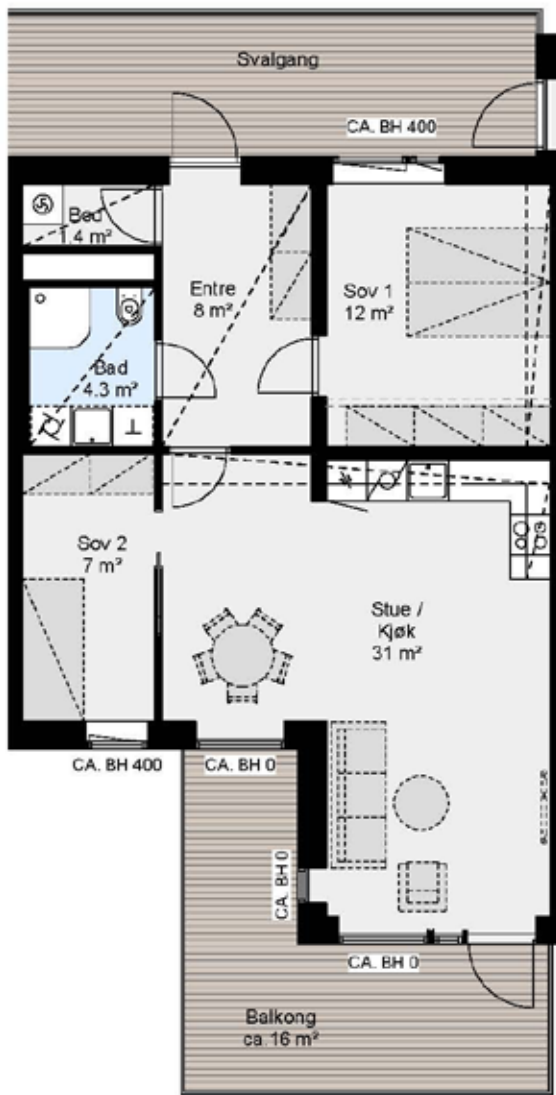 Svalgang
CA. BH 400
Bod
1.4 m²
Entre
8 m²
Sov 1
12 m²
Bad
4.3 m²
Sov 2
7 m²
Stue /
Kjøk
31 m²
CA. BH 400
CA. BH 0
CA. BH 0
CA. BH 0
Balkong
ca.16 m²